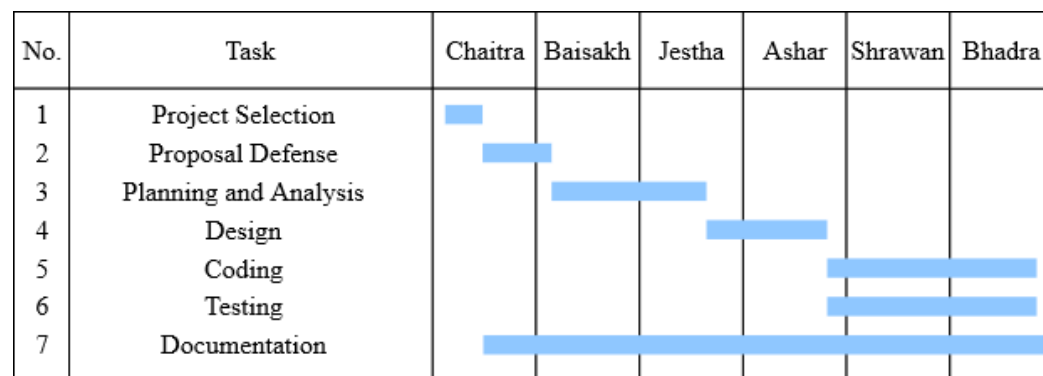 No. Task Chaitra Baisakh Jestha Ashar Shrawan Bhadra
1 Project Selection
2 Proposal Defense
3 Planning and Analysis
4 Design
5 Coding
6 Testing
7 Documentation